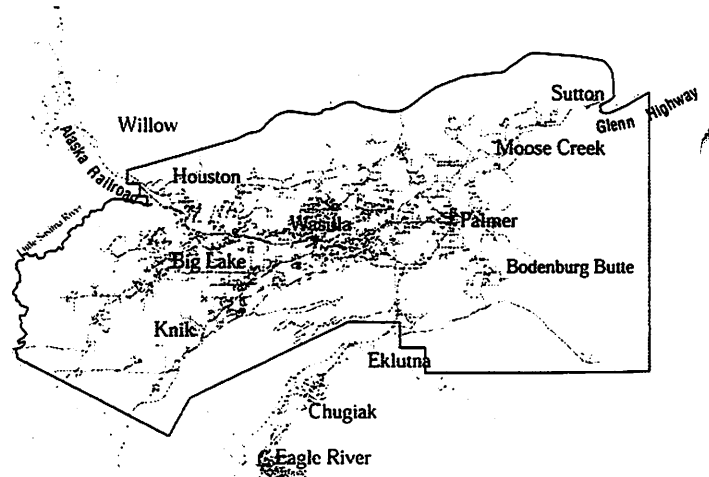 Sutton
Glenn Highway
Willow
Moose Creek
Alaska Railroad
Houston
Wasilla
Palmer
Little Susitna River
Big Lake
Bodenburg Butte
Knik
Eklutna
Chugiak
Eagle River